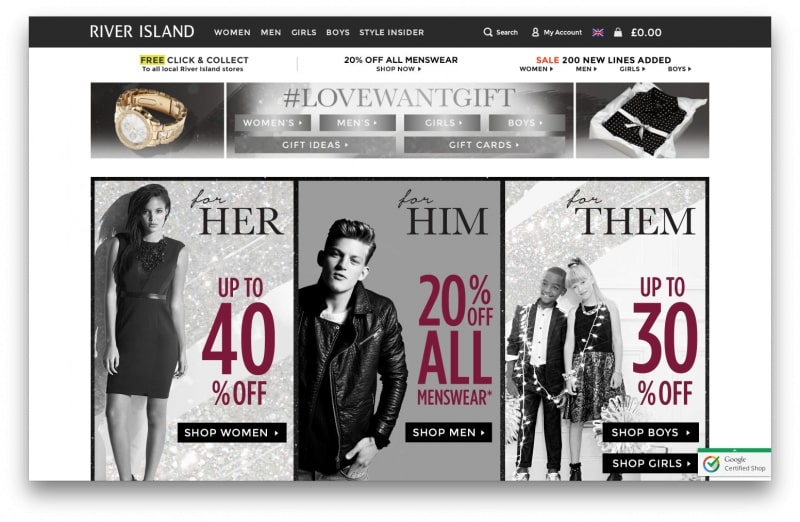 RIVER ISLAND WOMEN MEN GIRLS BOYS STYLE INSIDER Search My Account £0.00
FREE CLICK & COLLECT
To all local River Island stores
20% OFF ALL MENSWEAR
SHOP NOW
SALE 200 NEW LINES ADDED
WOMEN MEN GIRLS BOYS
#LOVEWANTGIFT
WOMEN'S MEN'S GIRLS BOYS
GIFT IDEAS GIFT CARDS
for
HER
UP TO
40
% OFF
SHOP WOMEN
for
HIM
20%
OFF
ALL
MENSWEAR*
SHOP MEN
for
THEM
UP TO
30
% OFF
SHOP BOYS
SHOP GIRLS
Google
Certified Shop